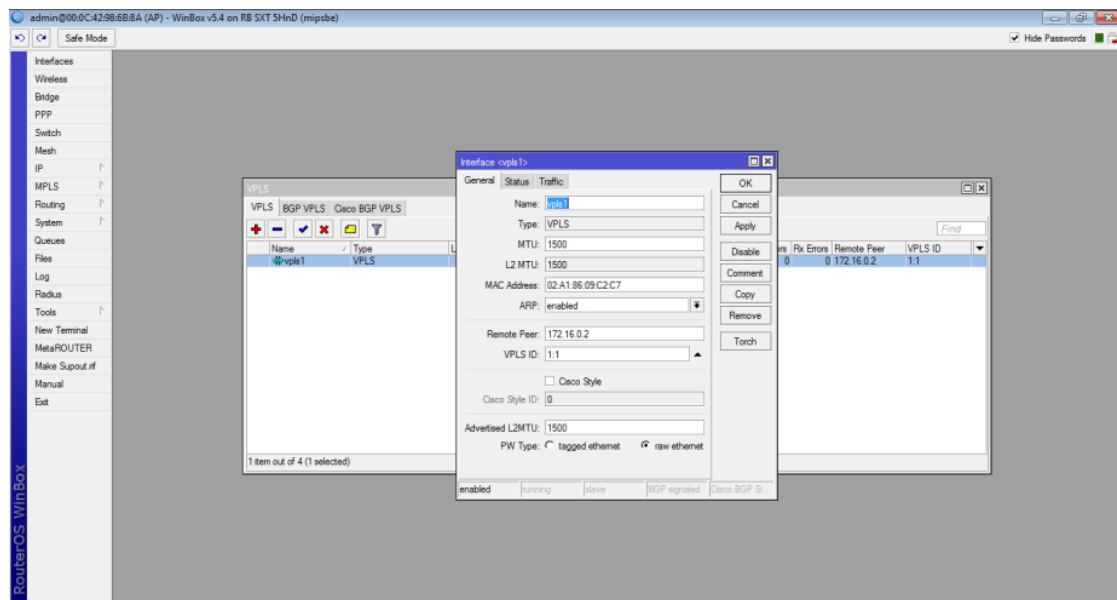 admin@00:0C:42:98:6B:8A (AP) - WinBox v5.4 on RB SXT 5HnD (mipsbe)
Safe Mode
Hide Passwords
Interfaces
Wireless
Bridge
PPP
Switch
Mesh
IP
MPLS
Routing
System
Queues
Files
Log
Radius
Tools
New Terminal
MetaROUTER
Make Supout.rif
Manual
Exit
RouterOS WinBox
VPLS
VPLS BGP VPLS Cisco BGP VPLS
Find
Name Type L Rx Errors Remote Peer VPLS ID
vpls1 VPLS 0 0 172.16.0.2 1:1
1 item out of 4 (1 selected)
Interface <vpls1>
General Status Traffic
Name: vpls1
Type: VPLS
MTU: 1500
L2 MTU: 1500
MAC Address: 02:A1:86:09:C2:C7
ARP: enabled
Remote Peer: 172.16.0.2
VPLS ID: 1:1
Cisco Style
Cisco Style ID: 0
Advertised L2MTU: 1500
PW Type: tagged ethernet raw ethernet
enabled running slave BGP signaled Cisco BGP Si...
OK
Cancel
Apply
Disable
Comment
Copy
Remove
Torch